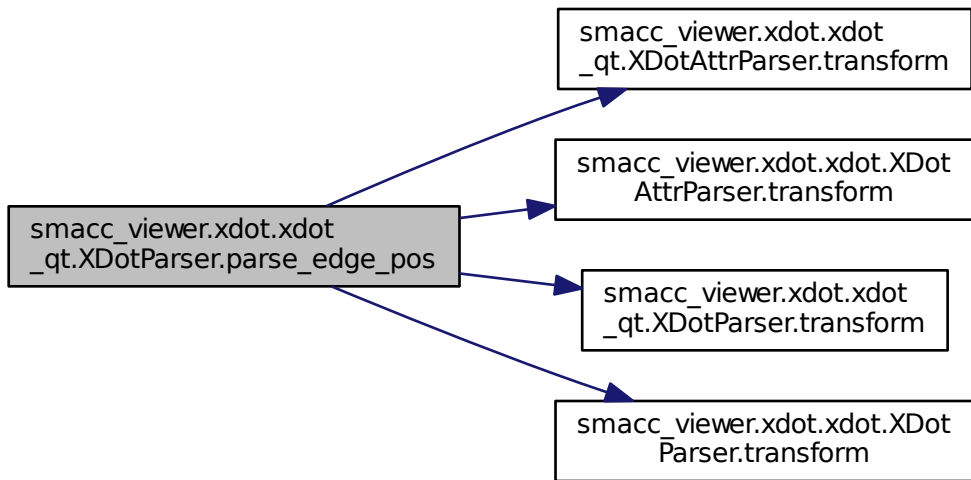 smacc_viewer.xdot.xdot
_qt.XDotAttrParser.transform
smacc_viewer.xdot.xdot.XDot
AttrParser.transform
smacc_viewer.xdot.xdot
_qt.XDotParser.parse_edge_pos
smacc_viewer.xdot.xdot
_qt.XDotParser.transform
smacc_viewer.xdot.xdot.XDot
Parser.transform